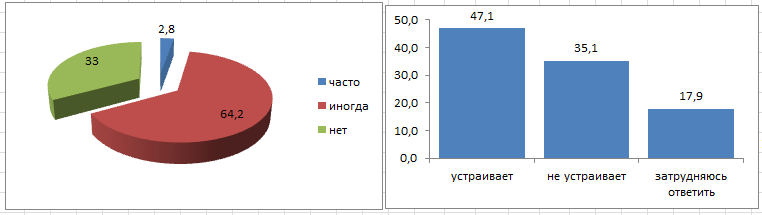 2,8
33
64,2
часто
иногда
нет
50,0
40,0
30,0
20,0
10,0
0,0
47,1
35,1
17,9
устраивает
не устраивает
затрудняюсь
ответить